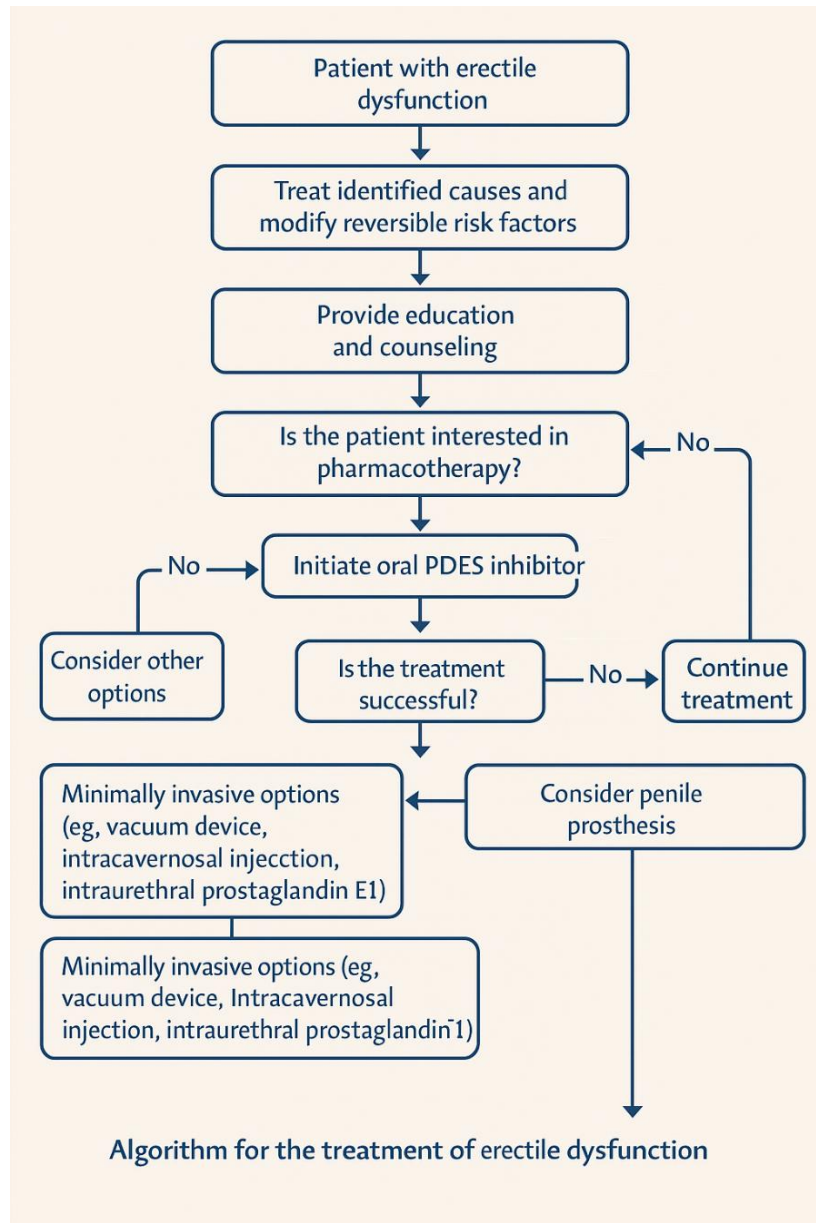 Patient with erectile
dysfunction
Treat identified causes and
modify reversible risk factors
Provide education
and counseling
Is the patient interested in
pharmacotherapy?
No
No
Initiate oral PDES inhibitor
Consider other
options
Is the treatment
successful?
No
Continue
treatment
Minimally invasive options
(eg, vacuum device,
intracavernosal injecction,
intraurethral prostaglandin E1)
Consider penile
prosthesis
Minimally invasive options (eg,
vacuum device, Intracavernosal
injection, intraurethral prostaglandin-1)
Algorithm for the treatment of erectile dysfunction